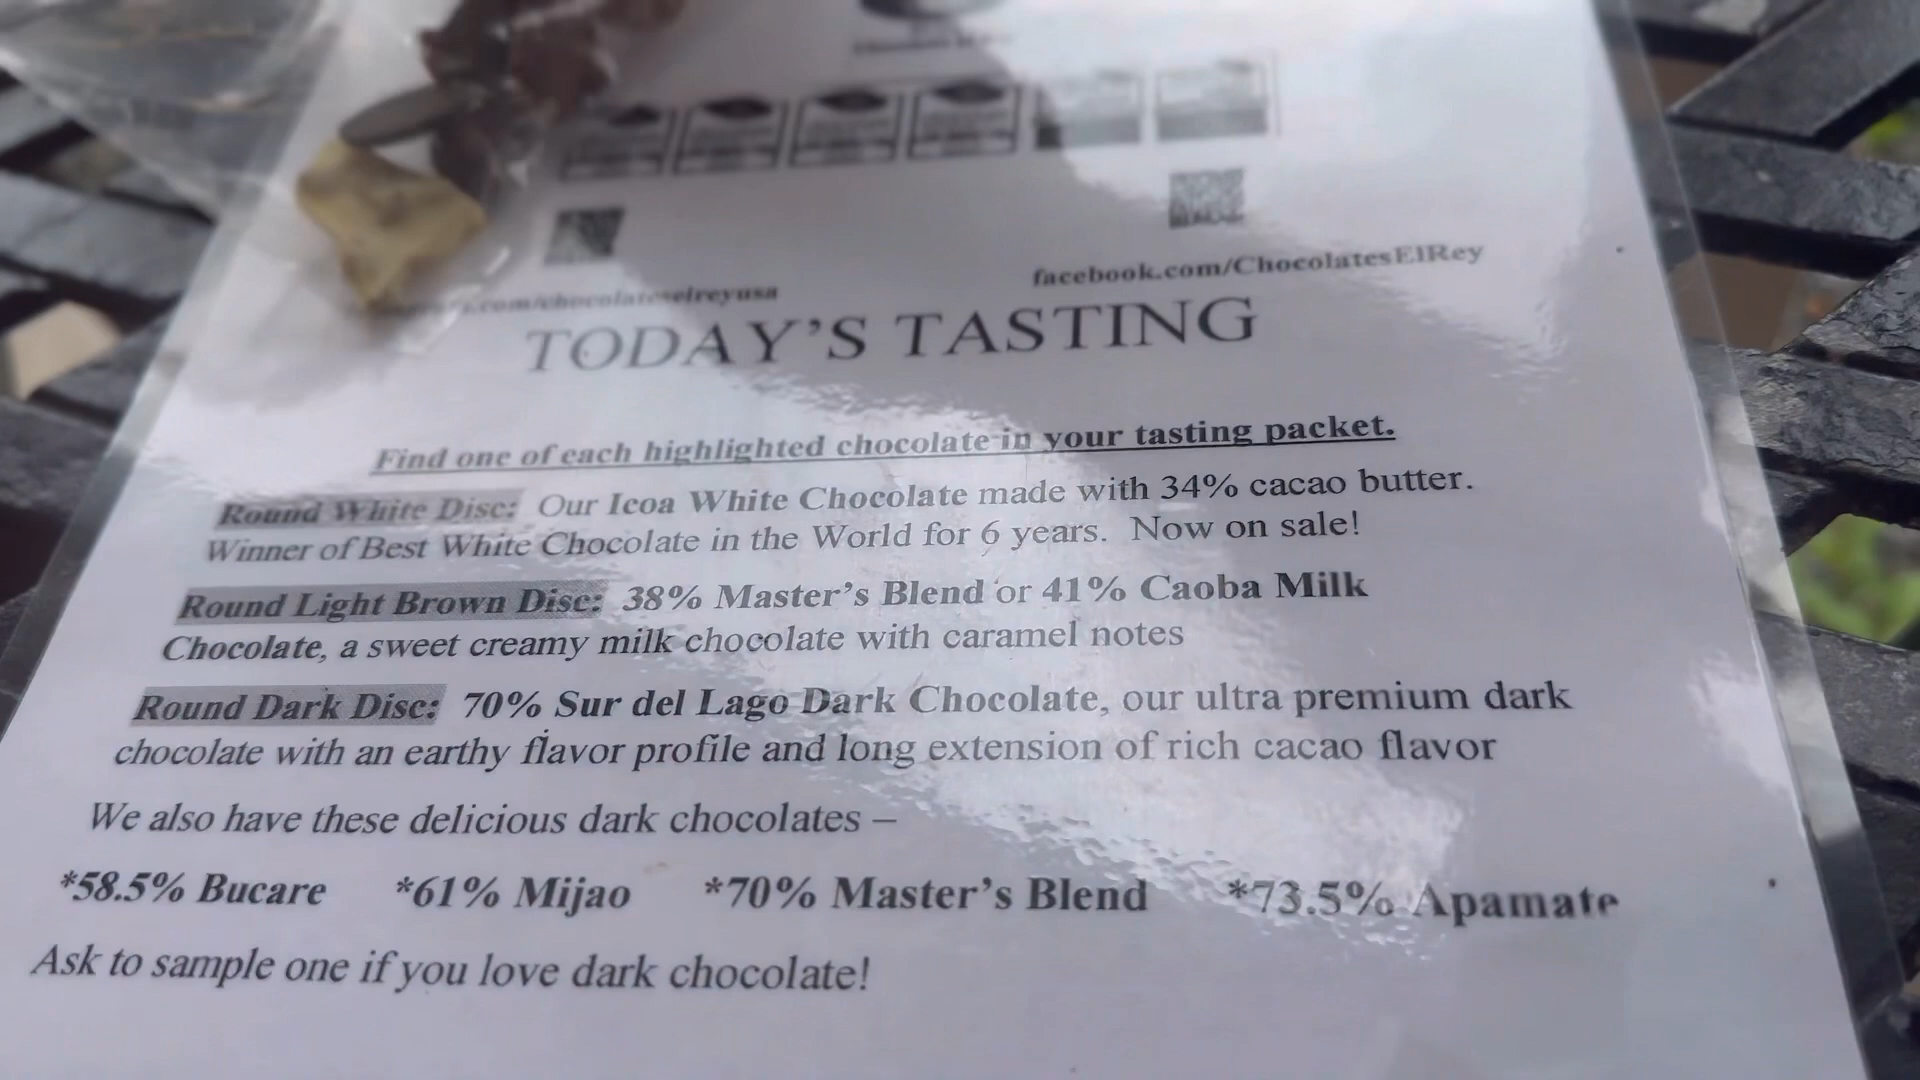 facebook.com/ChocolatesElRey
.com/chocolateselreyusa
TODAY'S TASTING
Find one of each highlighted chocolate in your tasting packet.
Round White Disc: Our Icoa White Chocolate made with 34% cacao butter.
Winner of Best White Chocolate in the World for 6 years. Now on sale!
Round Light Brown Disc: 38% Master's Blend or 41% Caoba Milk
Chocolate, a sweet creamy milk chocolate with caramel notes
Round Dark Disc: 70% Sur del Lago Dark Chocolate, our ultra premium dark
chocolate with an earthy flavor profile and long extension of rich cacao flavor
We also have these delicious dark chocolates –
*58.5% Bucare *61% Mijao *70% Master's Blend *73.5% Apamate
Ask to sample one if you love dark chocolate!